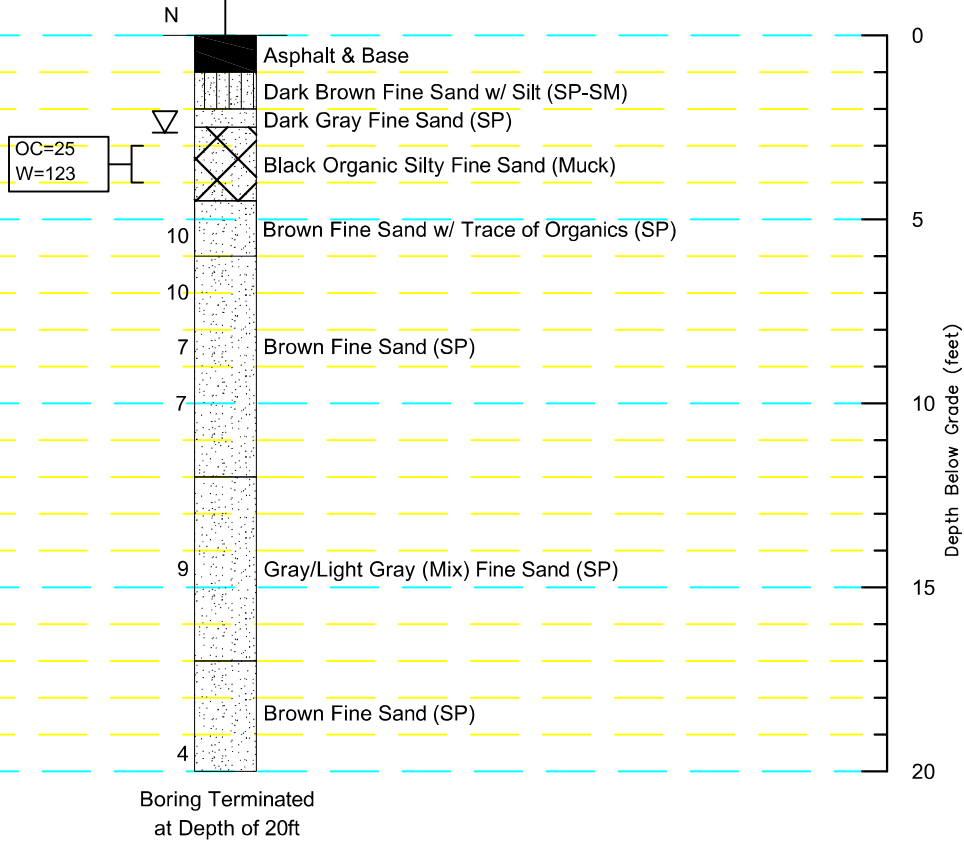 N
0
Asphalt & Base
Dark Brown Fine Sand w/ Silt (SP-SM)
Dark Gray Fine Sand (SP)
OC=25
W=123
Black Organic Silty Fine Sand (Muck)
5
10
Brown Fine Sand w/ Trace of Organics (SP)
10
7
Brown Fine Sand (SP)
7
10
Depth Below Grade (feet)
9
Gray/Light Gray (Mix) Fine Sand (SP)
15
Brown Fine Sand (SP)
4
20
Boring Terminated
at Depth of 20ft